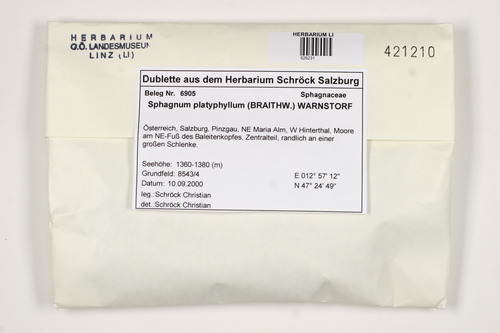 HERBARIUM
O.Ö. LANDESMUSEUM
LINZ (LI)
HERBARIUM LI
421210
Dublette aus dem Herbarium Schröck Salzburg
Beleg Nr. 6905 Sphagnaceae
Sphagnum platyphyllum (BRAITHW.) WARNSTORF
Österreich, Salzburg, Pinzgau, NE Maria Alm, W Hinterthal, Moore
am NE-Fuß des Baleitenkopfes, Zentralteil, randlich an einer
großen Schlenke.
Seehöhe: 1360-1380 (m)
Grundfeld: 8543/4 E 012° 57' 12"
Datum: 10.09.2000 N 47° 24' 49"
leg.:Schröck Christian
det.:Schröck Christian